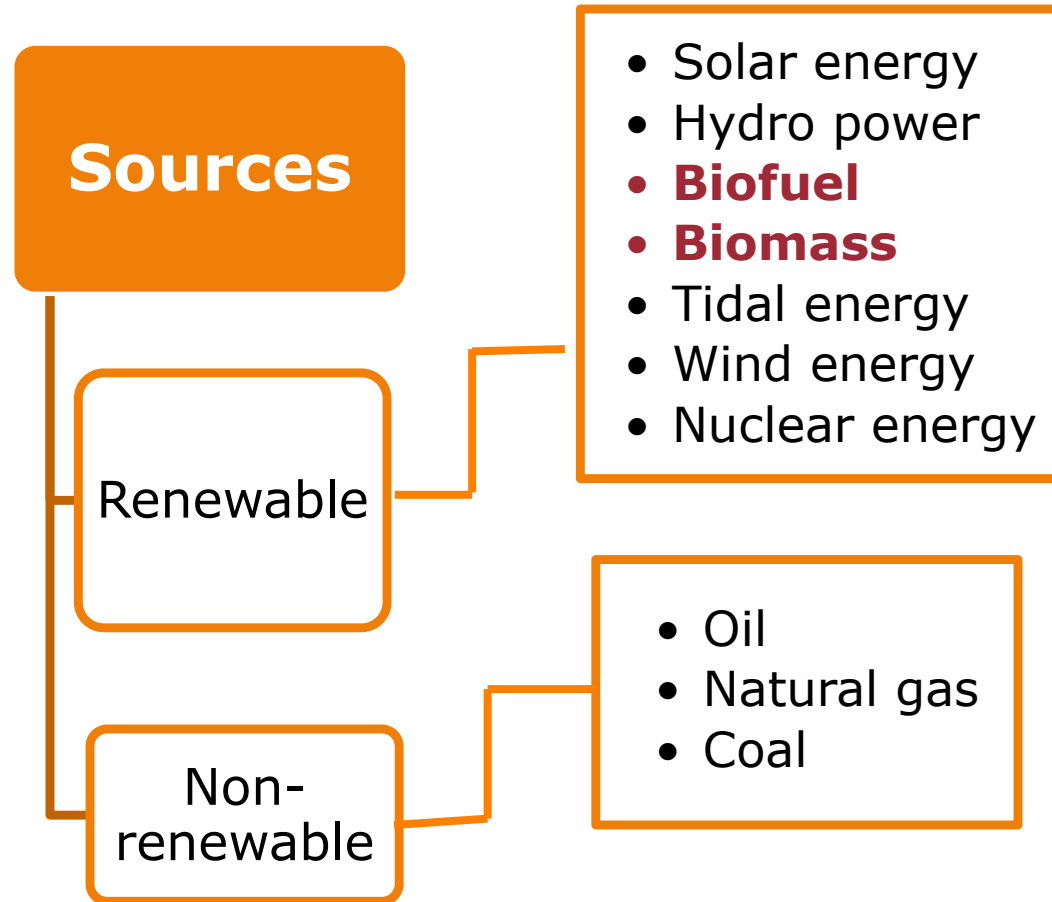 Sources
• Solar energy
• Hydro power
• Biofuel
• Biomass
• Tidal energy
• Wind energy
• Nuclear energy
Renewable
• Oil
• Natural gas
• Coal
Non-
renewable